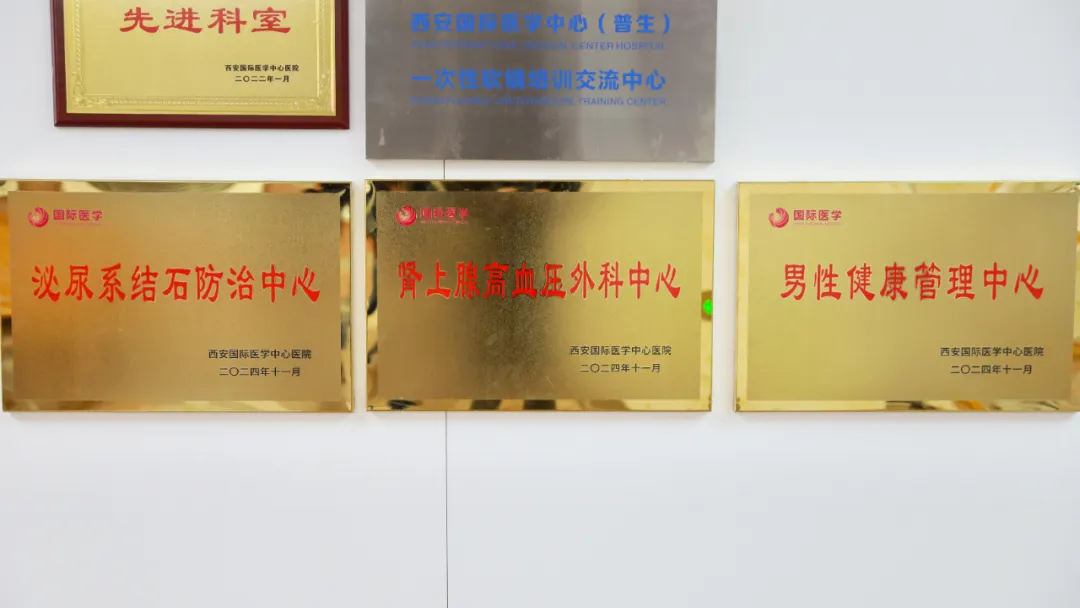 先进科室
西安国际医学中心医院
二〇二二年一月
西安国际医学中心（普生）
一次性软镜培训交流中心
TRAINING CENTER
国际医学
泌尿系结石防治中心
西安国际医学中心医院
二〇二四年十一月
国际医学
肾上腺高血压外科中心
西安国际医学中心医院
二〇二四年十一月
国际医学
男性健康管理中心
西安国际医学中心医院
二〇二四年十一月